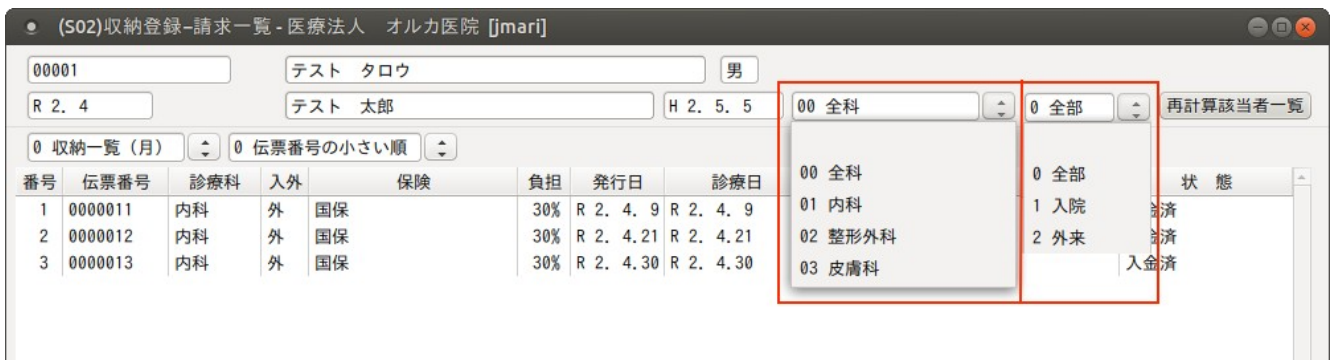 (S02)収納登録–請求一覧 - 医療法人　オルカ医院 [jmari]
00001 テスト　タロウ 男
R 2. 4 テスト　太郎 H 2. 5. 5 00 全科 0 全部 再計算該当者一覧
0 収納一覧（月） 0 伝票番号の小さい順
00 全科 0 全部
番号 伝票番号 診療科 入外 保険 負担 発行日 診療日 状　態
1 0000011 内科 外 国保 30% R 2. 4. 9 R 2. 4. 9 01 内科 1 入院 金済
2 0000012 内科 外 国保 30% R 2. 4.21 R 2. 4.21 02 整形外科 2 外来 金済
3 0000013 内科 外 国保 30% R 2. 4.30 R 2. 4.30 03 皮膚科 入金済